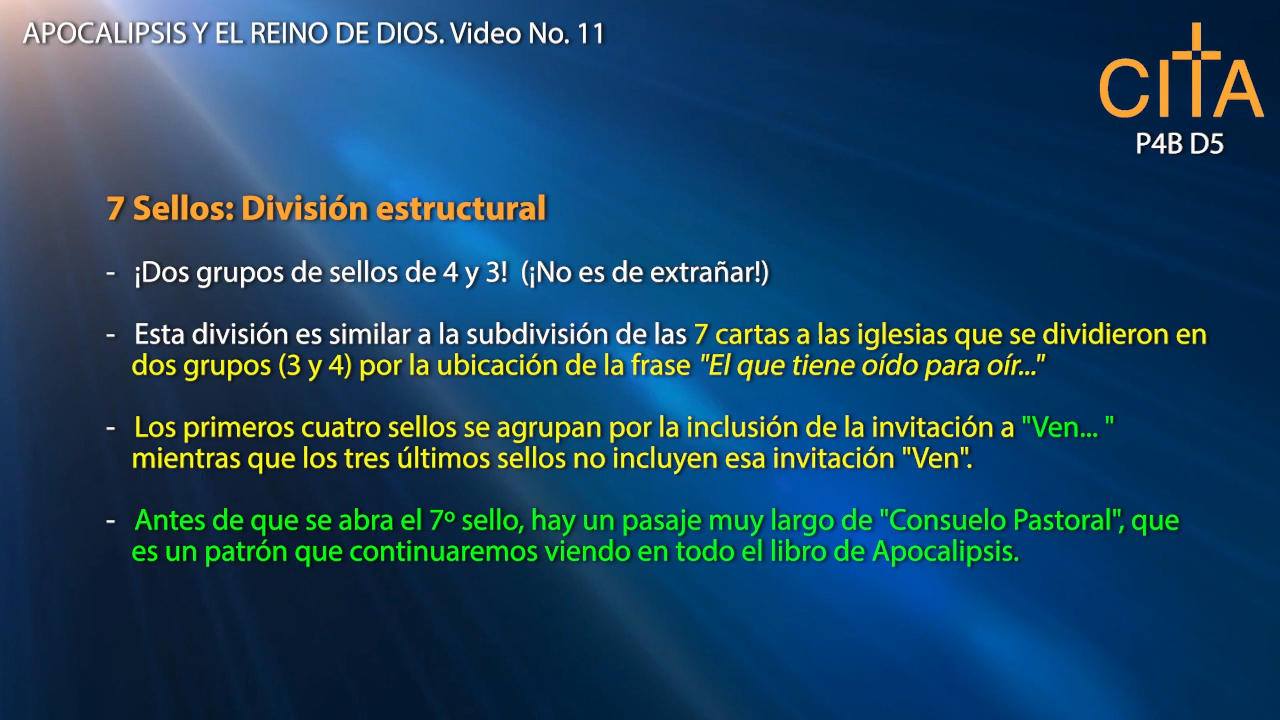 APOCALIPSIS Y EL REINO DE DIOS. Video No. 11
CITA
P4B D5
7 Sellos: División estructural
- ¡Dos grupos de sellos de 4 y 3! (¡No es de extrañar!)
- Esta división es similar a la subdivisión de las 7 cartas a las iglesias que se dividieron en
dos grupos (3 y 4) por la ubicación de la frase "El que tiene oído para oír..."
- Los primeros cuatro sellos se agrupan por la inclusión de la invitación a "Ven... "
mientras que los tres últimos sellos no incluyen esa invitación "Ven".
- Antes de que se abra el 7º sello, hay un pasaje muy largo de "Consuelo Pastoral", que
es un patrón que continuaremos viendo en todo el libro de Apocalipsis.